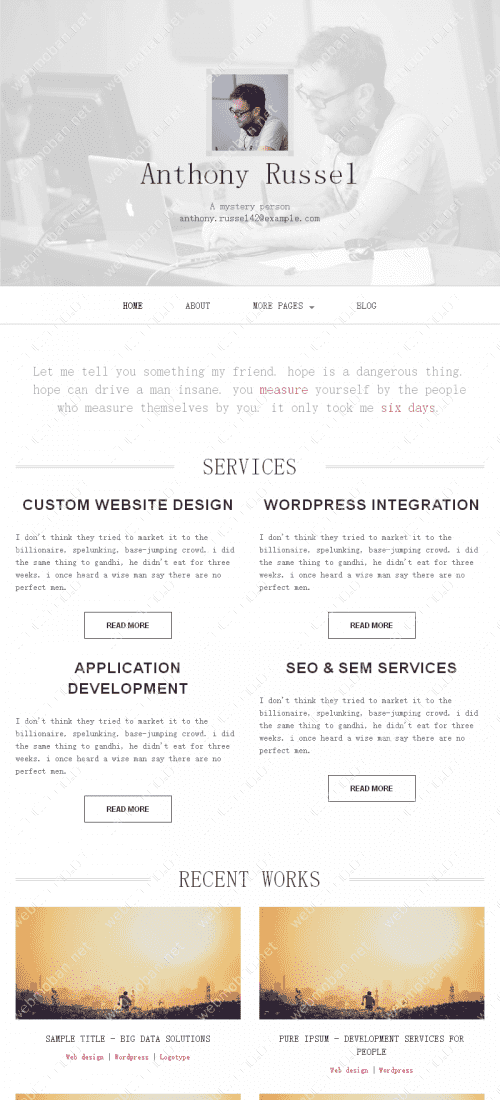 Anthony Russel
A mystery person
anthony.russel42@example.com
HOME ABOUT MORE PAGES BLOG
Let me tell you something my friend. hope is a dangerous thing.
hope can drive a man insane. you measure yourself by the people
who measure themselves by you. it only took me six days.
SERVICES
CUSTOM WEBSITE DESIGN
I don't think they tried to market it to the
billionaire, spelunking, base-jumping crowd. i did
the same thing to gandhi, he didn't eat for three
weeks. i once heard a wise man say there are no
perfect men.
READ MORE
WORDPRESS INTEGRATION
I don't think they tried to market it to the
billionaire, spelunking, base-jumping crowd. i did
the same thing to gandhi, he didn't eat for three
weeks. i once heard a wise man say there are no
perfect men.
READ MORE
APPLICATION
DEVELOPMENT
I don't think they tried to market it to the
billionaire, spelunking, base-jumping crowd. i did
the same thing to gandhi, he didn't eat for three
weeks. i once heard a wise man say there are no
perfect men.
READ MORE
SEO & SEM SERVICES
I don't think they tried to market it to the
billionaire, spelunking, base-jumping crowd. i did
the same thing to gandhi, he didn't eat for three
weeks. i once heard a wise man say there are no
perfect men.
READ MORE
RECENT WORKS
SAMPLE TITLE - BIG DATA SOLUTIONS
Web design | Wordpress | Logotype
PURE IPSUM - DEVRLOPMENT SERVICES FOR
PEOPLE
Web design | Wordpress